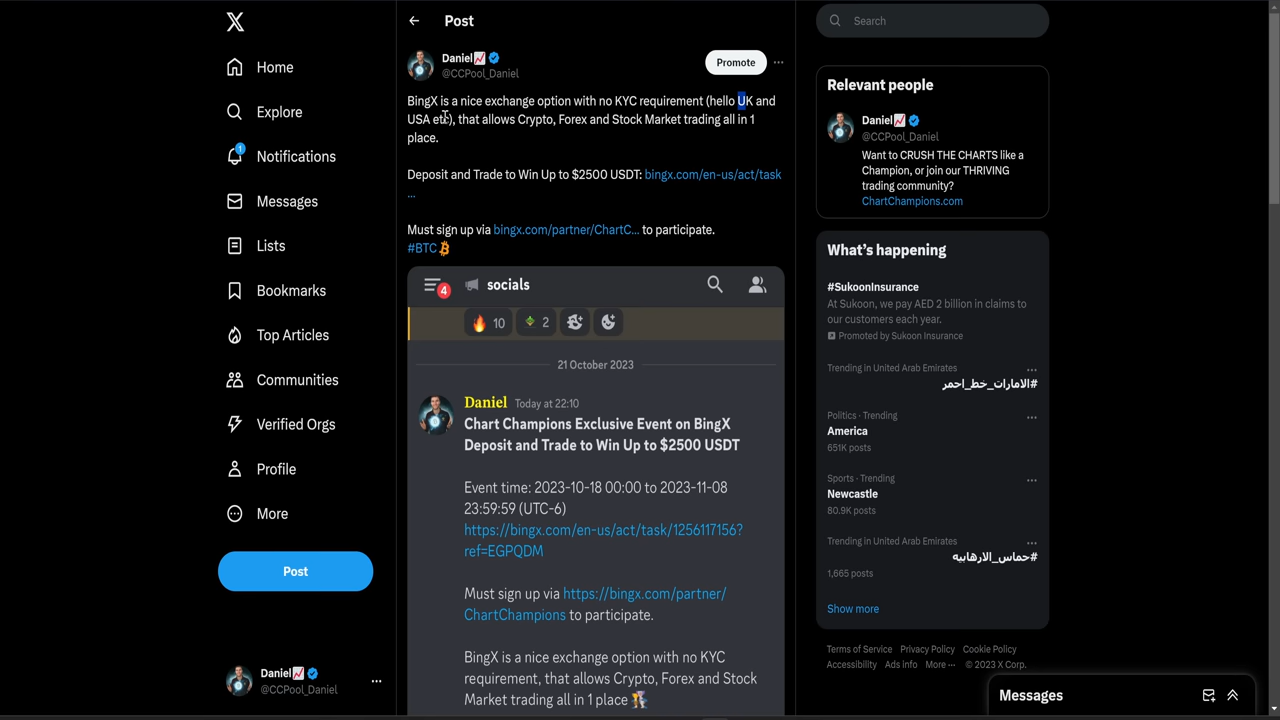 Home
Explore
1
Notifications
Messages
Lists
Bookmarks
Top Articles
Communities
Verified Orgs
Profile
More
Post
Daniel📈
@CCPool_Daniel
Post
Daniel📈
@CCPool_Daniel
Promote
BingX is a nice exchange option with no KYC requirement (hello UK and
USA etc), that allows Crypto, Forex and Stock Market trading all in 1
place.
Deposit and Trade to Win Up to $2500 USDT: bingx.com/en-us/act/task
…
Must sign up via bingx.com/partner/ChartC… to participate.
#BTC
4
socials
🔥 10
2
21 October 2023
Daniel Today at 22:10
Chart Champions Exclusive Event on BingX
Deposit and Trade to Win Up to $2500 USDT
Event time: 2023-10-18 00:00 to 2023-11-08
23:59:59 (UTC-6)
https://bingx.com/en-us/act/task/1256117156?
ref=EGPQDM
Must sign up via https://bingx.com/partner/
ChartChampions to participate.
BingX is a nice exchange option with no KYC
requirement, that allows Crypto, Forex and Stock
Market trading all in 1 place
Search
Relevant people
Daniel📈
@CCPool_Daniel
Want to CRUSH THE CHARTS like a
Champion, or join our THRIVING
trading community?
ChartChampions.com
What's happening
#SukoonInsurance
At Sukoon, we pay AED 2 billion in claims to
our customers each year.
Promoted by Sukoon Insurance
Trending in United Arab Emirates
#الامارات_خط_احمر
Politics · Trending
America
651K posts
Sports · Trending
Newcastle
80.9K posts
Trending in United Arab Emirates
#حماس_الارهابيه
1,665 posts
Show more
Terms of Service Privacy Policy Cookie Policy
Accessibility Ads info More ··· © 2023 X Corp.
Messages